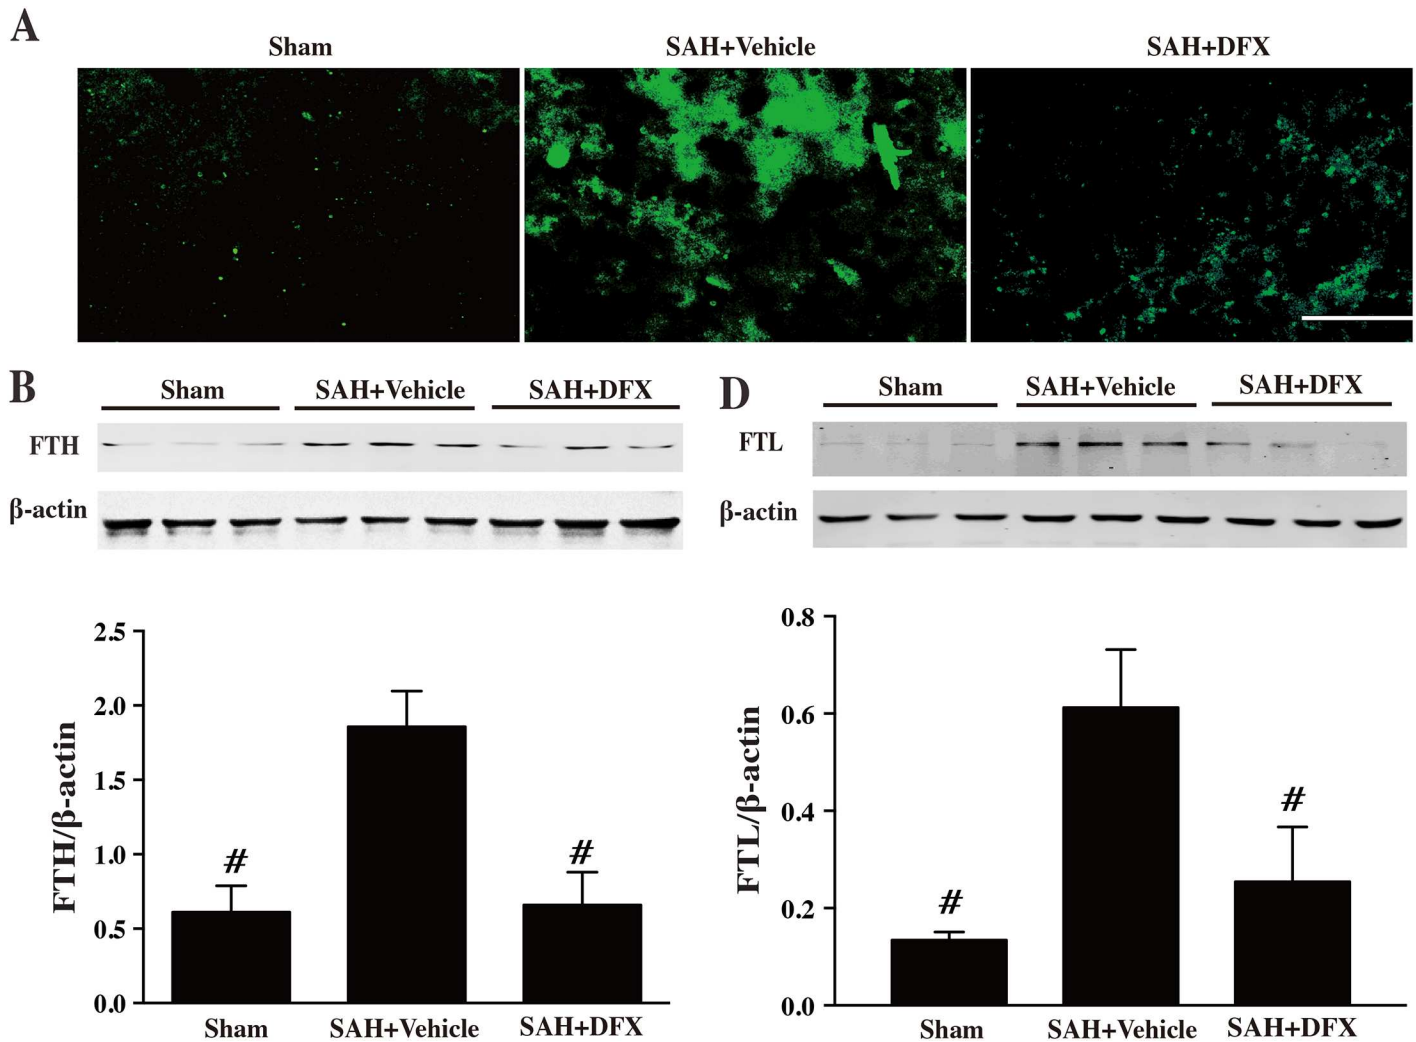 A
Sham SAH+Vehicle SAH+DFX
B
Sham SAH+Vehicle SAH+DFX
FTH
β-actin
2.5
2.0
1.5
1.0
0.5
0.0
FTH/β-actin
#
#
Sham SAH+Vehicle SAH+DFX
D
Sham SAH+Vehicle SAH+DFX
FTL
β-actin
0.8
0.6
0.4
0.2
0.0
FTL/β-actin
#
#
Sham SAH+Vehicle SAH+DFX